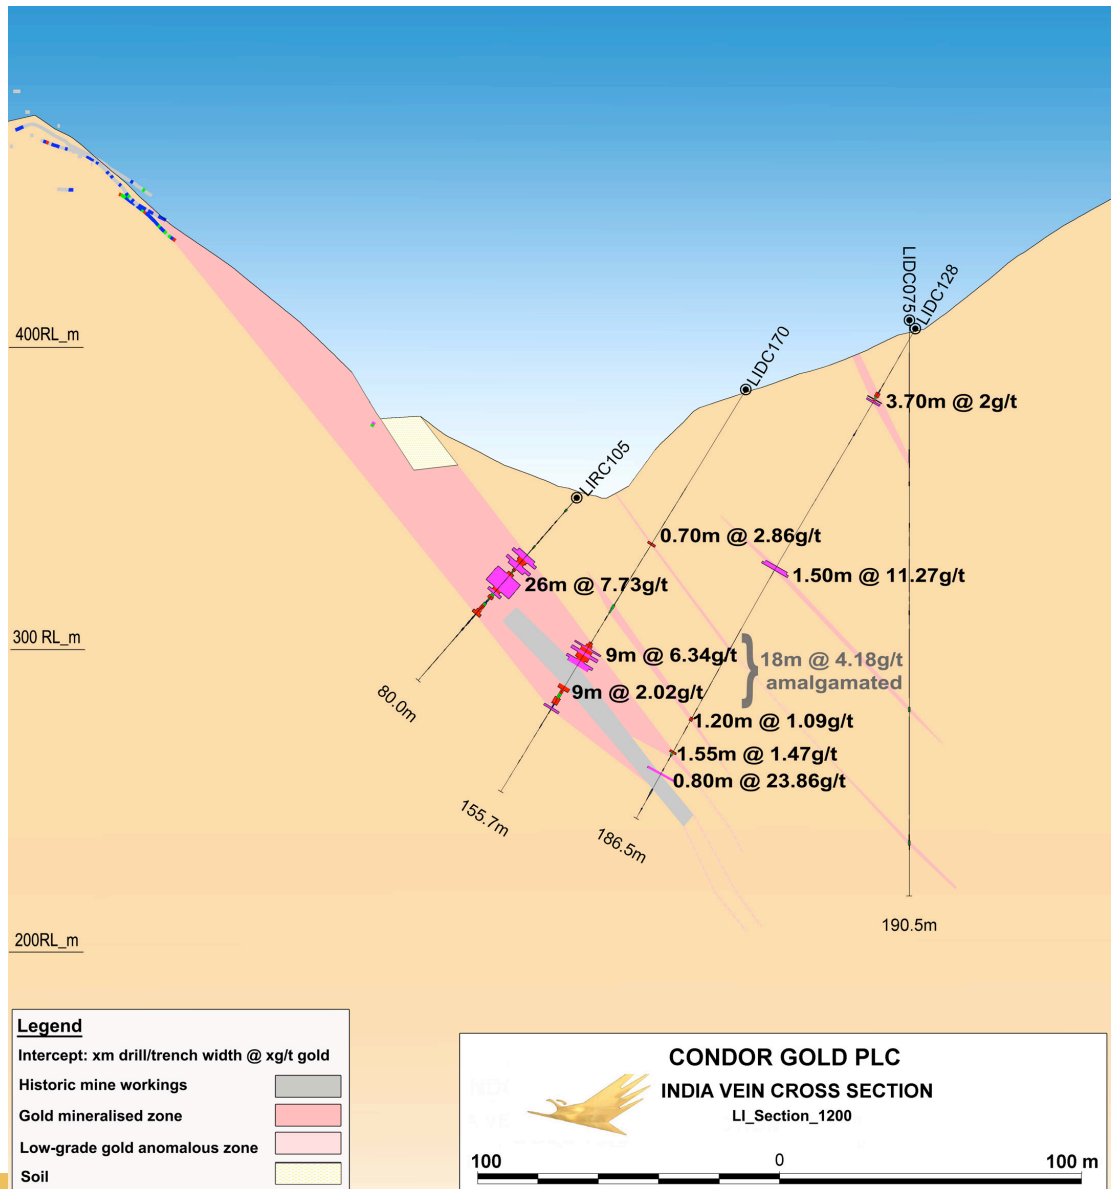 LIDC075
LIDC128
400RL_m
LIDC170
3.70m @ 2g/t
LIRC105
0.70m @ 2.86g/t
1.50m @ 11.27g/t
26m @ 7.73g/t
300 RL_m
9m @ 6.34g/t
18m @ 4.18g/t
amalgamated
9m @ 2.02g/t
80.0m
1.20m @ 1.09g/t
1.55m @ 1.47g/t
0.80m @ 23.86g/t
155.7m
186.5m
190.5m
200RL_m
Legend
Intercept: xm drill/trench width @ xg/t gold
Historic mine workings
Gold mineralised zone
Low-grade gold anomalous zone
Soil
CONDOR GOLD PLC
INDIA VEIN CROSS SECTION
LI_Section_1200
100 0 100 m